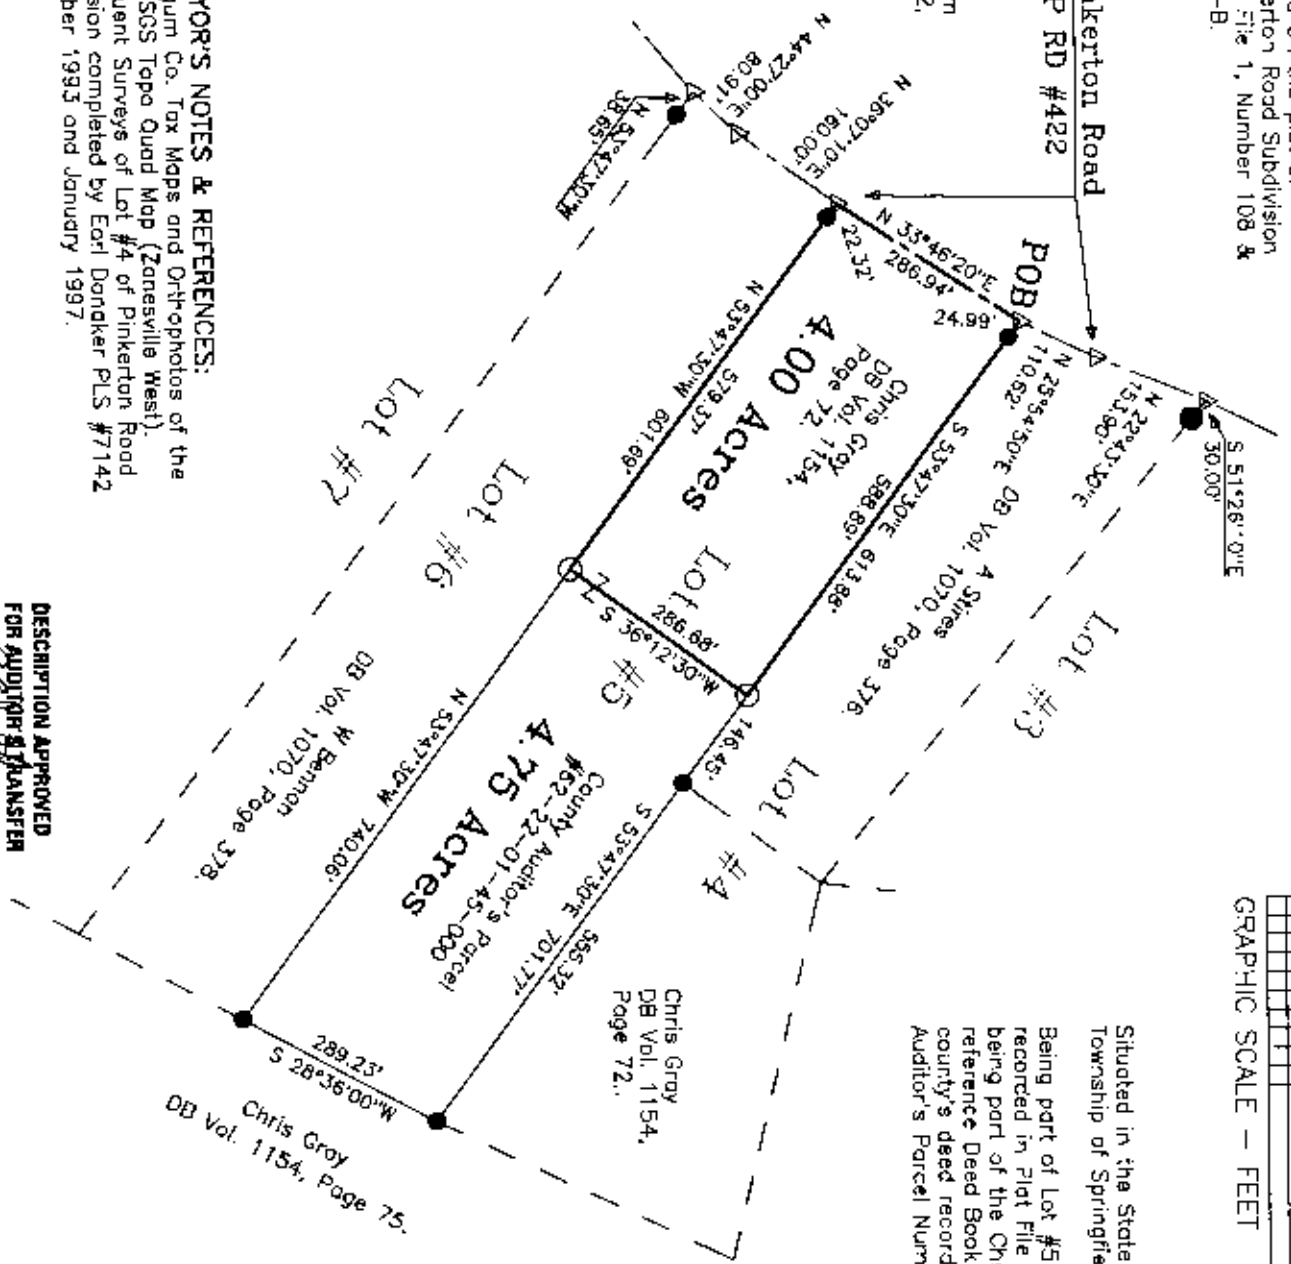 erton Road Subdivision
File 1, Number 108 &
-B.
kerton Road
P RD #422
N 44°27'00"E
80.91'
N 36°07'10"E
160.00'
N 53°47'30"W
38.65'
22.32'
N 33°46'20"E
286.94'
POB
24.99'
N 25°54'50"E
110.62'
N 22°43'30"E
153.90'
S 51°26'10"E
30.00'
N 53°47'30"W 601.69'
579.37'
4.00 Acres
Chris Gray
DB Vol. 1154,
Page 72.
S 53°47'30"E 613.88'
588.89'
A Stires
DB Vol. 1070, Page 376.
Lot #3
Lot #4
Lot #5
Lot #6
Lot #7
286.68'
S 36°12'30"W
146.45'
4.75 Acres
County Auditor's Parcel
#62-22-01-45-000
S 53°47'30"E 701.77'
565.32'
N 53°47'30"W 740.06'
W Bennon
DB Vol. 1070, Page 378.
289.23'
S 28°36'00"W
Chris Gray
DB Vol. 1154, Page 75.
Chris Gray
DB Vol. 1154,
Page 72.
YOR'S NOTES & REFERENCES:
gum Co. Tax Maps and Orthophotos of the
SGS Topo Quad Map (Zanesville West).
uent Surveys of Lot #4 of Pinkerton Road
sion completed by Earl Donaker PLS #7142
ber 1993 and January 1997.
DESCRIPTION APPROVED
FOR AUDITOR'S TRANSFER
GRAPHIC SCALE – FEET
Situated in the State
Township of Springfie
Being part of Lot #5
recorded in Plat File
being part of the Ch
reference Deed Book
county's deed record
Auditor's Parcel Num